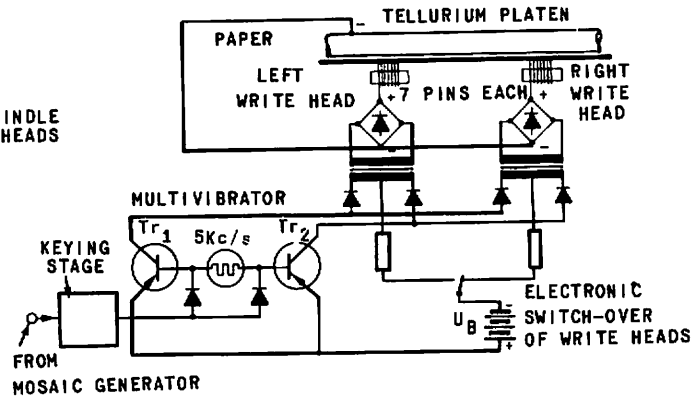 TELLURIUM PLATEN
PAPER
LEFT
WRITE HEAD
+7 PINS EACH +
RIGHT
WRITE
HEAD
INDLE
HEADS
MULTIVIBRATOR
Tr1
5Kc/s
Tr2
KEYING
STAGE
FROM
MOSAIC GENERATOR
UB
ELECTRONIC
SWITCH-OVER
OF WRITE HEADS